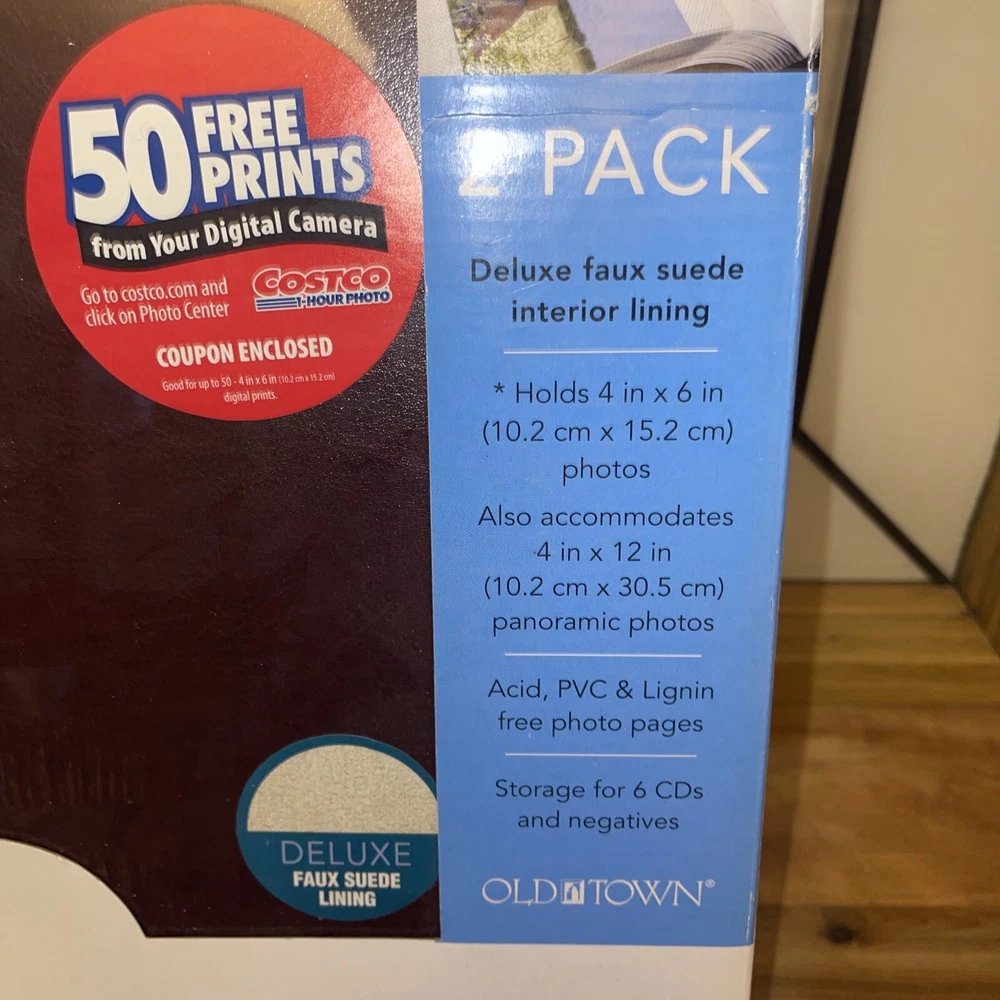 50 FREE
PRINTS
from Your Digital Camera
Go to costco.com and
click on Photo Center
COSTCO
1-HOUR PHOTO
COUPON ENCLOSED
Good for up to 50 - 4 in x 6 in (10.2 cm x 15.2 cm)
digital prints.
2 PACK
Deluxe faux suede
interior lining
* Holds 4 in x 6 in
(10.2 cm x 15.2 cm)
photos
Also accommodates
4 in x 12 in
(10.2 cm x 30.5 cm)
panoramic photos
Acid, PVC & Lignin
free photo pages
Storage for 6 CDs
and negatives
OLD TOWN®
DELUXE
FAUX SUEDE
LINING